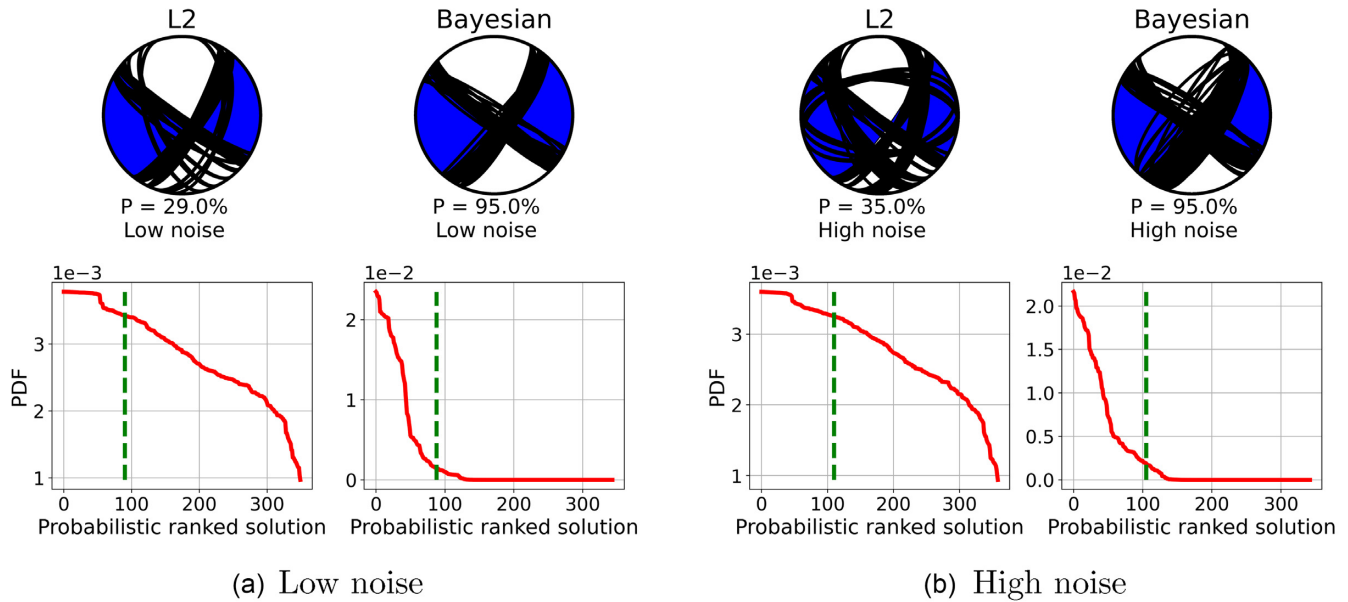 L2
Bayesian
P = 29.0%
Low noise
P = 95.0%
Low noise
1e−3
PDF
3
2
1
0 100 200 300
Probabilistic ranked solution
1e−2
2
1
0
0 100 200 300
Probabilistic ranked solution
(a) Low noise
L2
Bayesian
P = 35.0%
High noise
P = 95.0%
High noise
1e−3
PDF
3
2
1
0 100 200 300
Probabilistic ranked solution
1e−2
2.0
1.5
1.0
0.5
0.0
0 100 200 300
Probabilistic ranked solution
(b) High noise